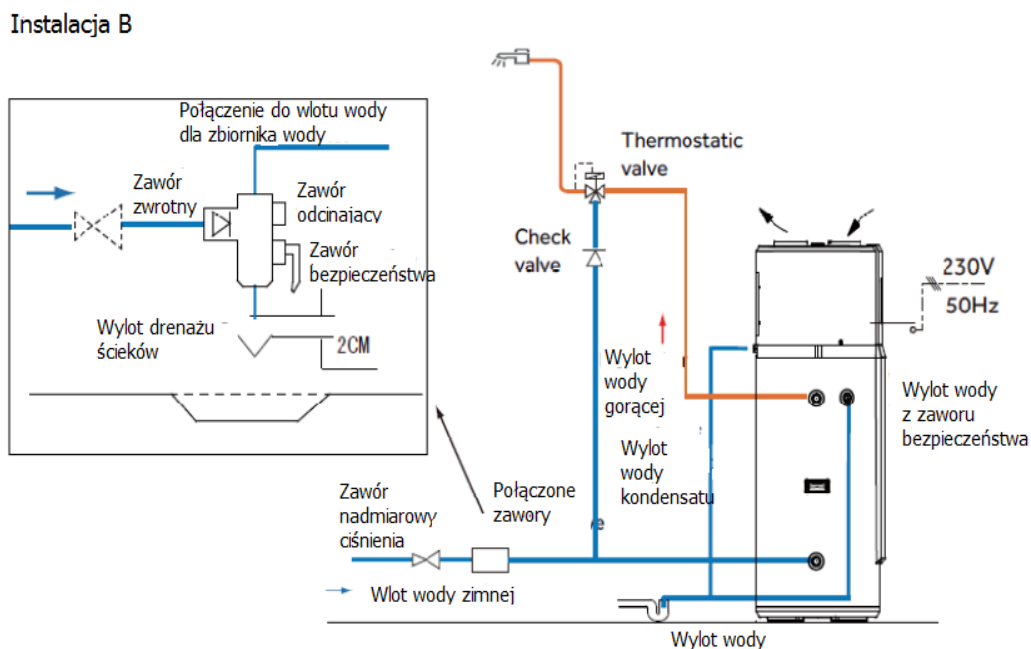 Instalacja B
Połączenie do wlotu wody
dla zbiornika wody
Zawór
zwrotny
Zawór
odcinający
Zawór
bezpieczeństwa
Wylot drenażu
ścieków
2CM
Thermostatic
valve
Check
valve
230V
50Hz
Wylot
wody
gorącej
Wylot wody
z zaworu
bezpieczeństwa
Wylot
wody
kondensatu
Połączone
zawory
Zawór
nadmiarowy
ciśnienia
Wlot wody zimnej
Wylot wody